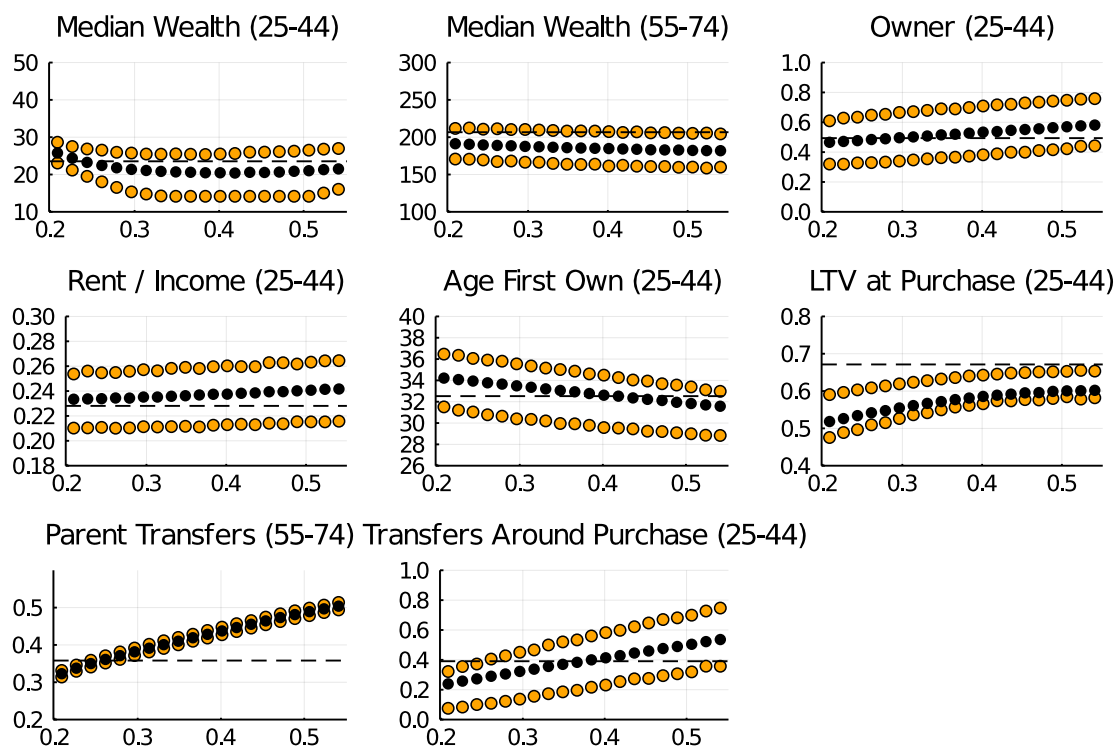 Median Wealth (25-44) Median Wealth (55-74) Owner (25-44)
50 300 1.0
40 250 0.8
30 200 0.6
20 150 0.4
10 100 0.2
0.0
0.2 0.3 0.4 0.5 0.2 0.3 0.4 0.5 0.2 0.3 0.4 0.5
Rent / Income (25-44) Age First Own (25-44) LTV at Purchase (25-44)
0.30 40 0.8
0.28 38
0.26 36 0.7
0.24 34
0.22 32 0.6
0.20 30 0.5
0.18 28
26 0.4
0.2 0.3 0.4 0.5 0.2 0.3 0.4 0.5 0.2 0.3 0.4 0.5
Parent Transfers (55-74) Transfers Around Purchase (25-44)
0.5 1.0
0.4 0.8
0.3 0.6
0.2 0.4
0.2
0.0
0.2 0.3 0.4 0.5 0.2 0.3 0.4 0.5